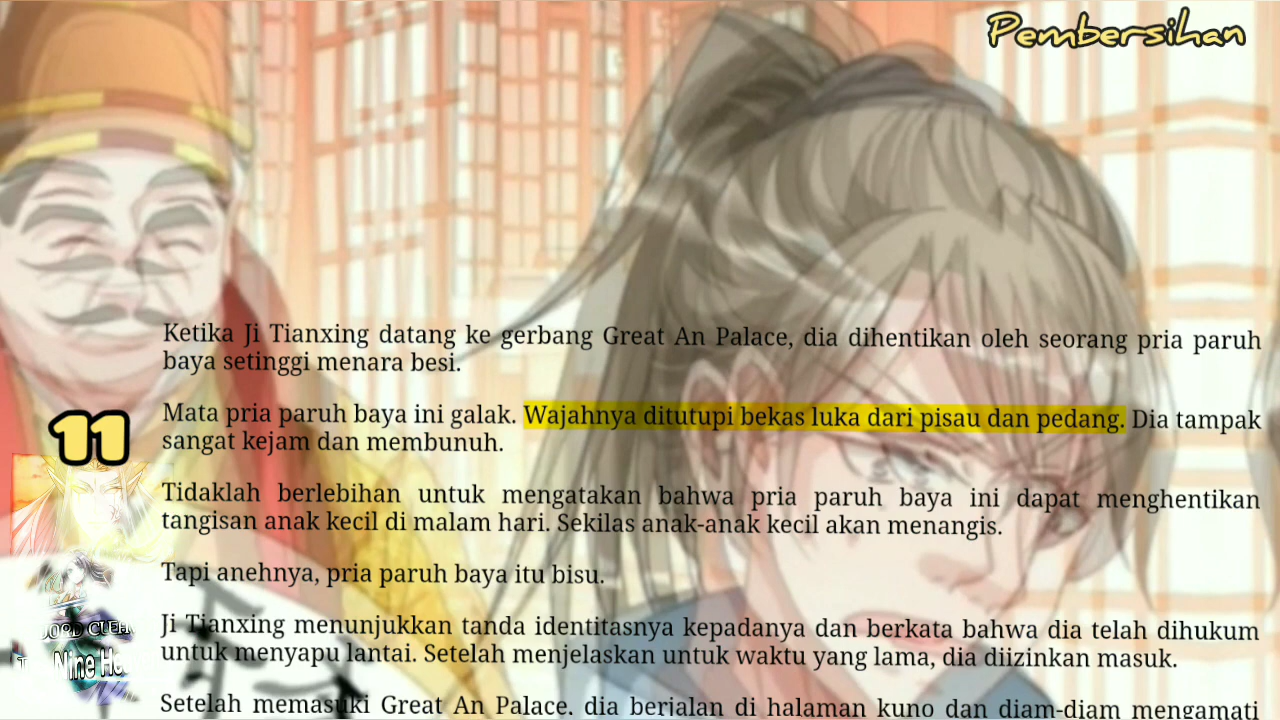 Pembersihan
Ketika Ji Tianxing datang ke gerbang Great An Palace, dia dihentikan oleh seorang pria paruh
baya setinggi menara besi.
11
Mata pria paruh baya ini galak. Wajahnya ditutupi bekas luka dari pisau dan pedang. Dia tampak
sangat kejam dan membunuh.
Tidaklah berlebihan untuk mengatakan bahwa pria paruh baya ini dapat menghentikan
tangisan anak kecil di malam hari. Sekilas anak-anak kecil akan menangis.
Tapi anehnya, pria paruh baya itu bisu.
Ji Tianxing menunjukkan tanda identitasnya kepadanya dan berkata bahwa dia telah dihukum
untuk menyapu lantai. Setelah menjelaskan untuk waktu yang lama, dia diizinkan masuk.
Nine
Setelah memasuki Great An Palace, dia berjalan di halaman kuno dan diam-diam mengamati